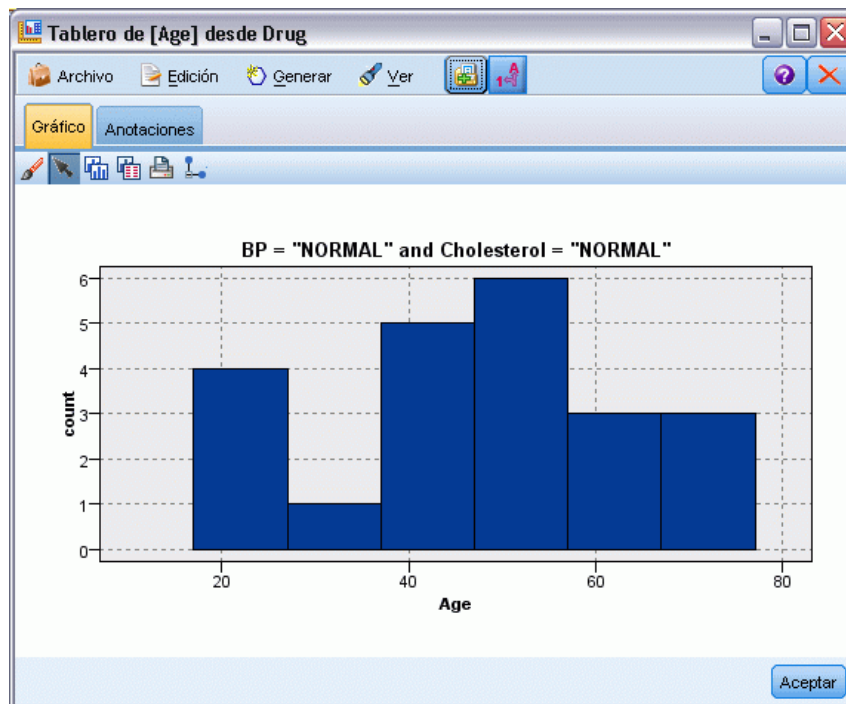 Tablero de [Age] desde Drug
Archivo Edición Generar Ver 1 A
Gráfico Anotaciones
BP = "NORMAL" and Cholesterol = "NORMAL"
6
5
4
3
2
1
0
count
20 40 60 80
Age
Aceptar